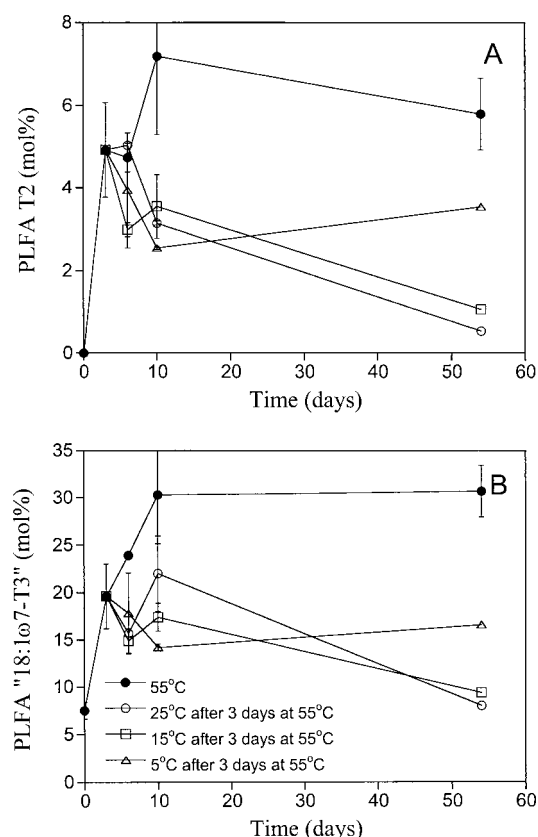 8
A
6
PLFA T2 (mol%)
4
2
0
0 10 20 30 40 50 60
Time (days)
35
B
30
25
PLFA "18:1ω7-T3" (mol%)
20
15
10
55°C
25°C after 3 days at 55°C
5
15°C after 3 days at 55°C
5°C after 3 days at 55°C
0
0 10 20 30 40 50 60
Time (days)